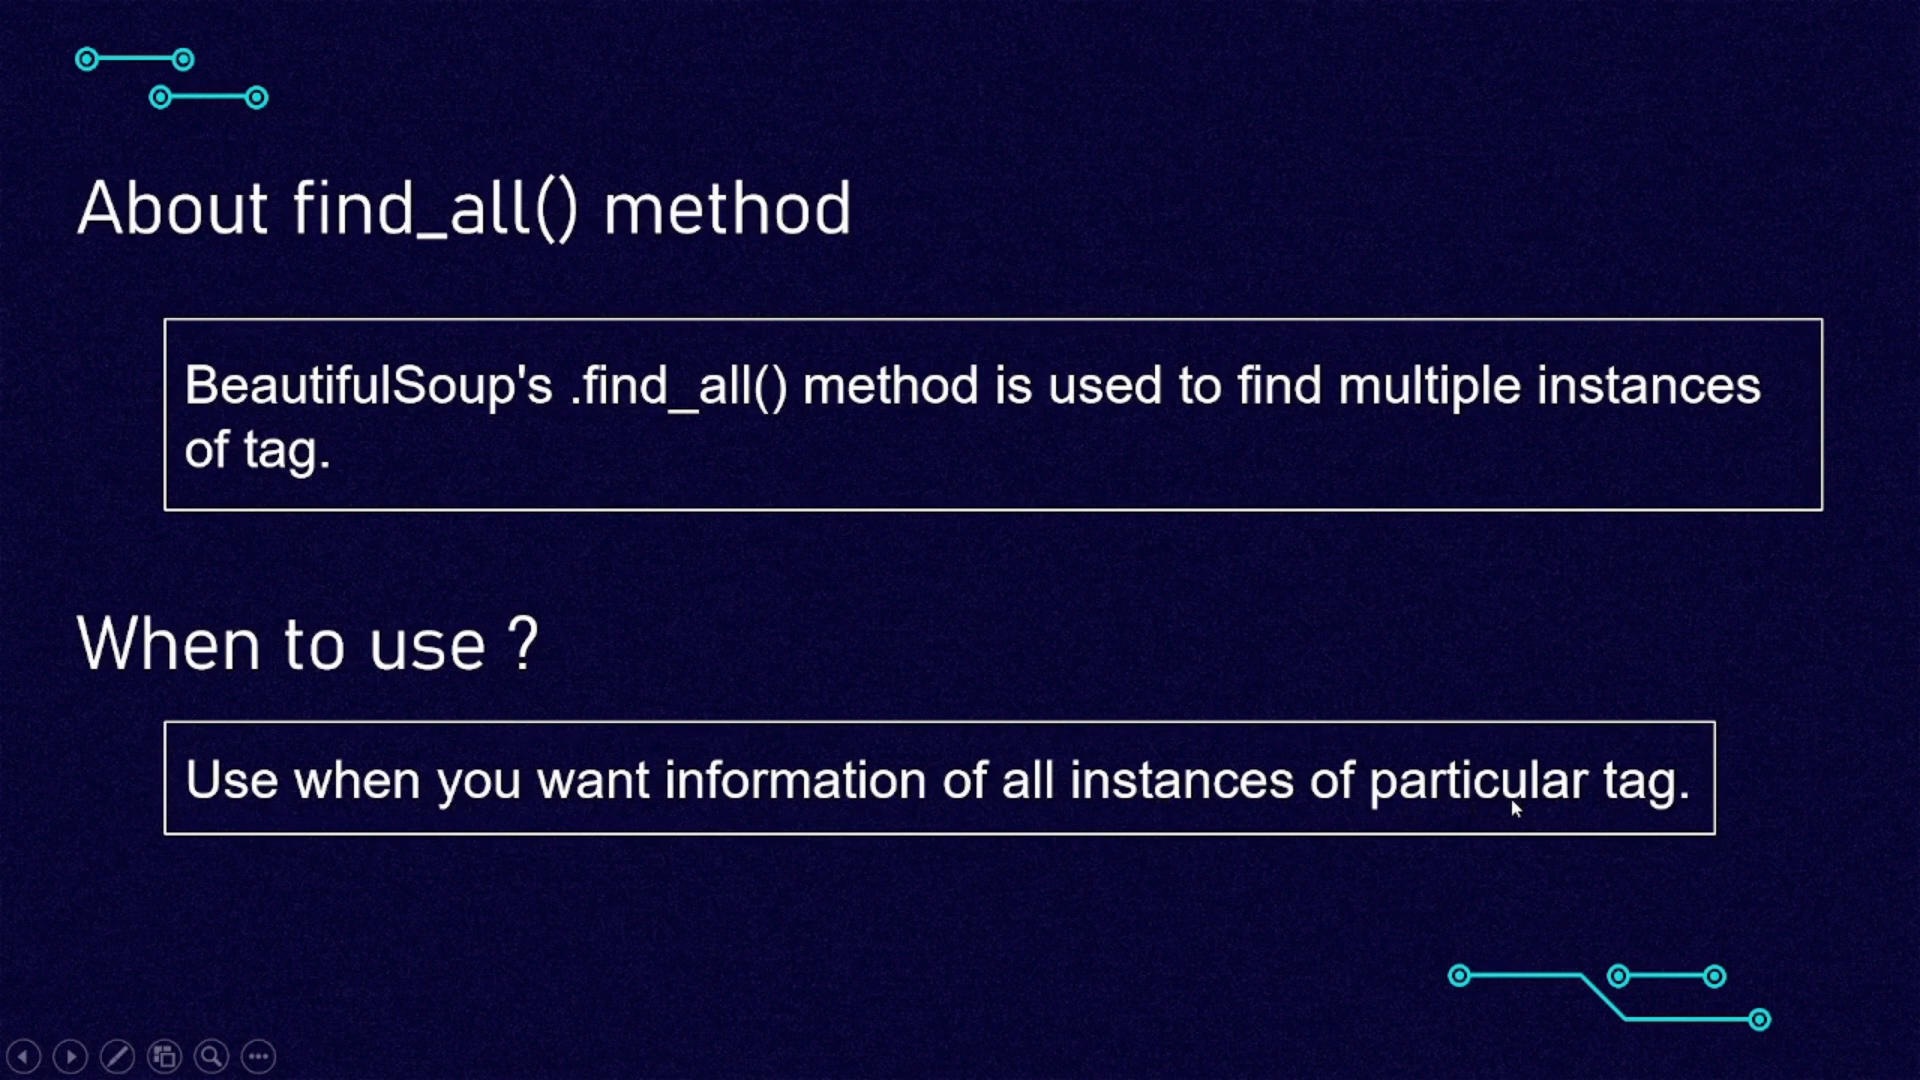 About find_all() method
BeautifulSoup's .find_all() method is used to find multiple instances
of tag.
When to use ?
Use when you want information of all instances of particular tag.